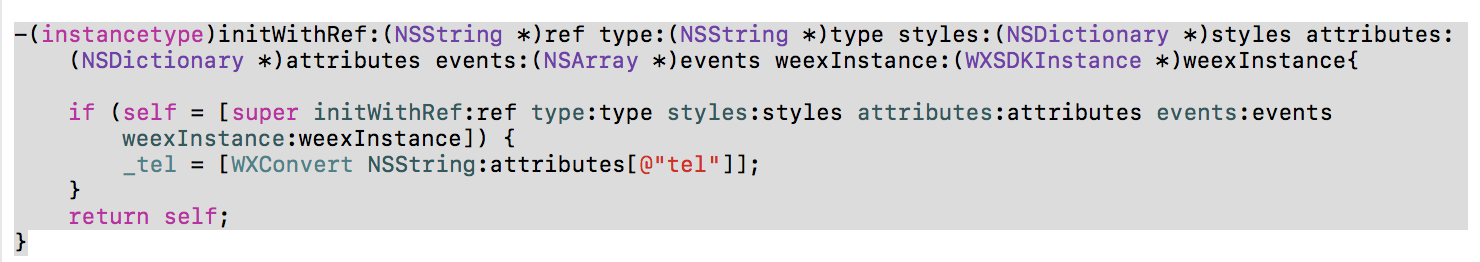 -(instancetype)initWithRef:(NSString *)ref type:(NSString *)type styles:(NSDictionary *)styles attributes:
(NSDictionary *)attributes events:(NSArray *)events weexInstance:(WXSDKInstance *)weexInstance{
if (self = [super initWithRef:ref type:type styles:styles attributes:attributes events:events
weexInstance:weexInstance]) {
_tel = [WXConvert NSString:attributes[@"tel"]];
}
return self;
}